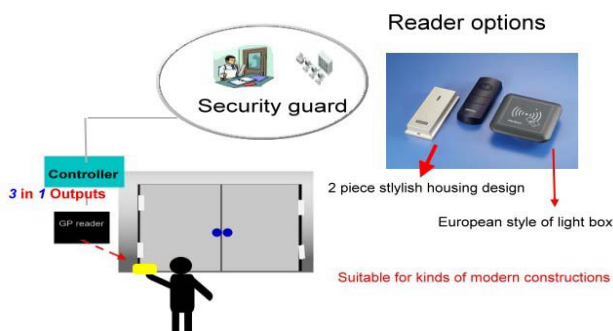 Reader options
Security guard
Controller
3 in 1 Outputs
GP reader
2 piece stlylish housing design
European style of light box
Suitable for kinds of modern constructions